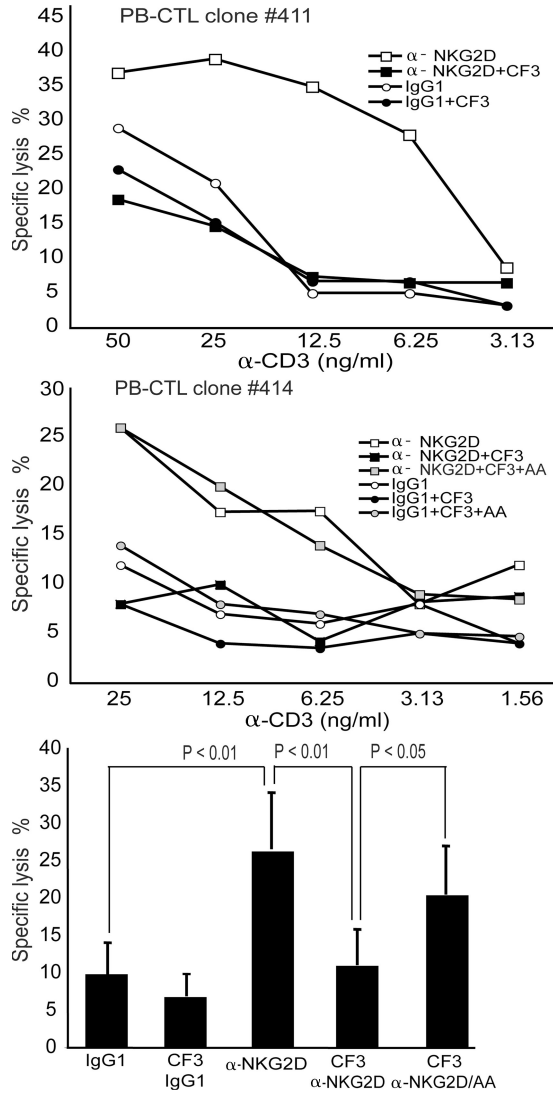 PB-CTL clone #411
45
40
35
30
25
20
15
10
5
0
Specific lysis %
α- NKG2D
α- NKG2D+CF3
IgG1
IgG1+CF3
50 25 12.5 6.25 3.13
α-CD3 (ng/ml)
PB-CTL clone #414
30
25
20
15
10
5
0
Specific lysis %
α- NKG2D
α- NKG2D+CF3
α- NKG2D+CF3+AA
IgG1
IgG1+CF3
IgG1+CF3+AA
25 12.5 6.25 3.13 1.56
α-CD3 (ng/ml)
P < 0.01 P < 0.01 P < 0.05
40
35
30
25
20
15
10
5
0
Specific lysis %
IgG1 CF3 α-NKG2D CF3 CF3
IgG1 α-NKG2D α-NKG2D/AA